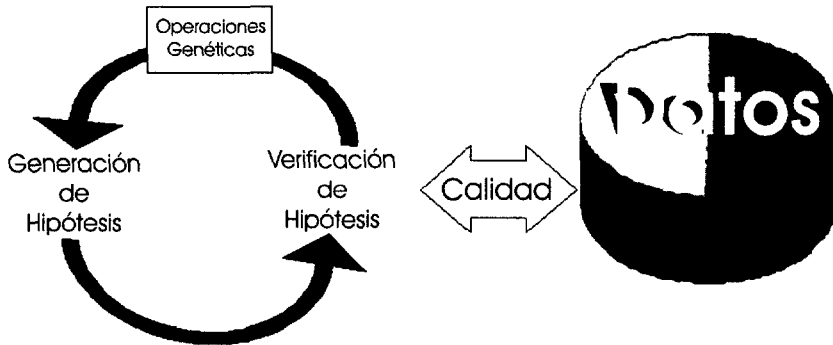 Operaciones
Genéticas
Generación
de
Hipótesis
Verificación
de
Hipótesis
Calidad
Datos